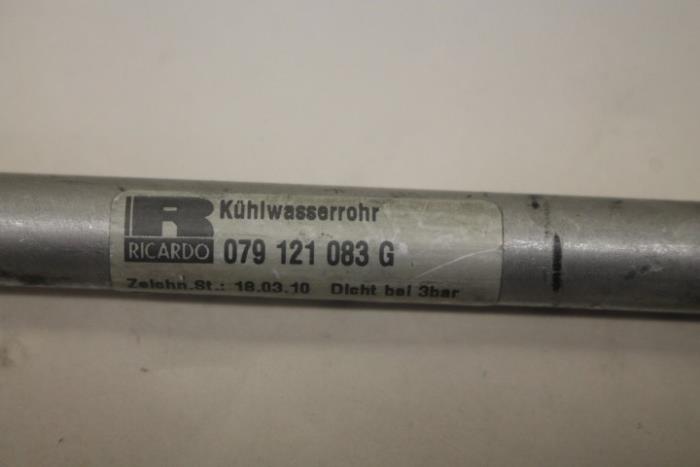 R Kühlwasserrohr
RICARDO 079 121 083 G
Zeichn.St.: 18.03.10 Dicht bei 3bar